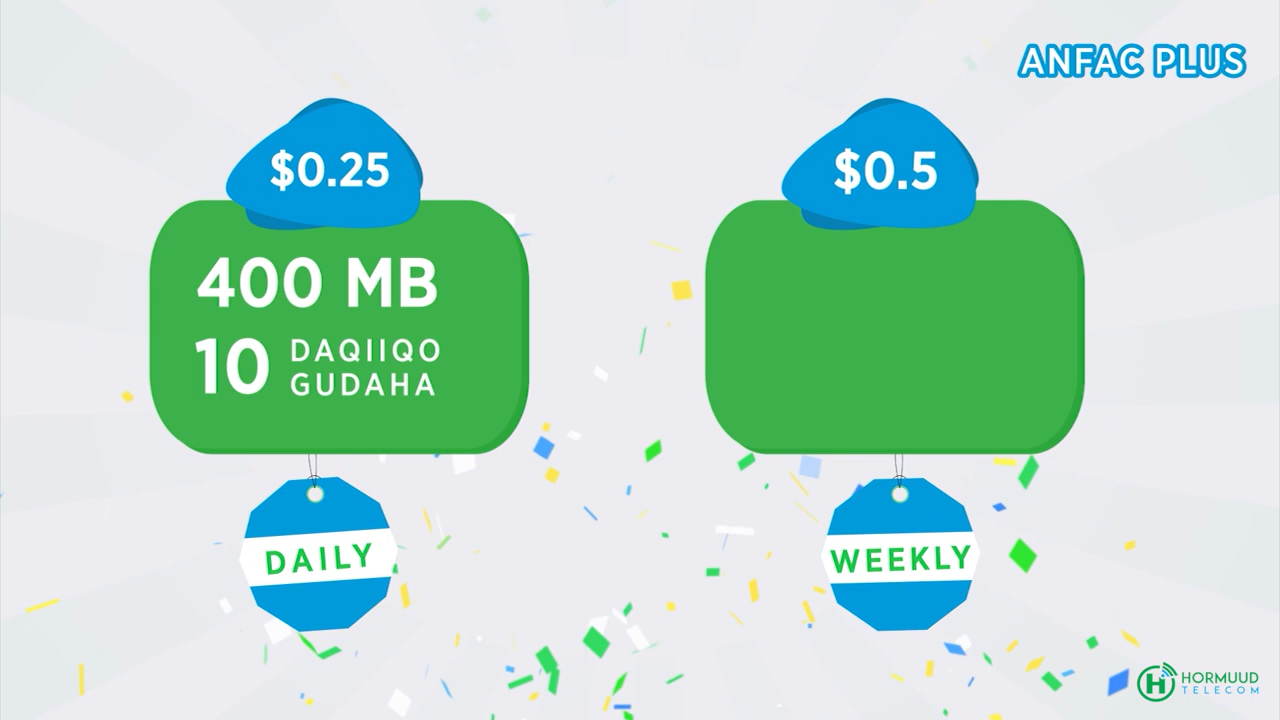 ANFAC PLUS
$0.25
400 MB
10 DAQIIQO
GUDAHA
DAILY
$0.5
WEEKLY
HORMUUD
TELECOM